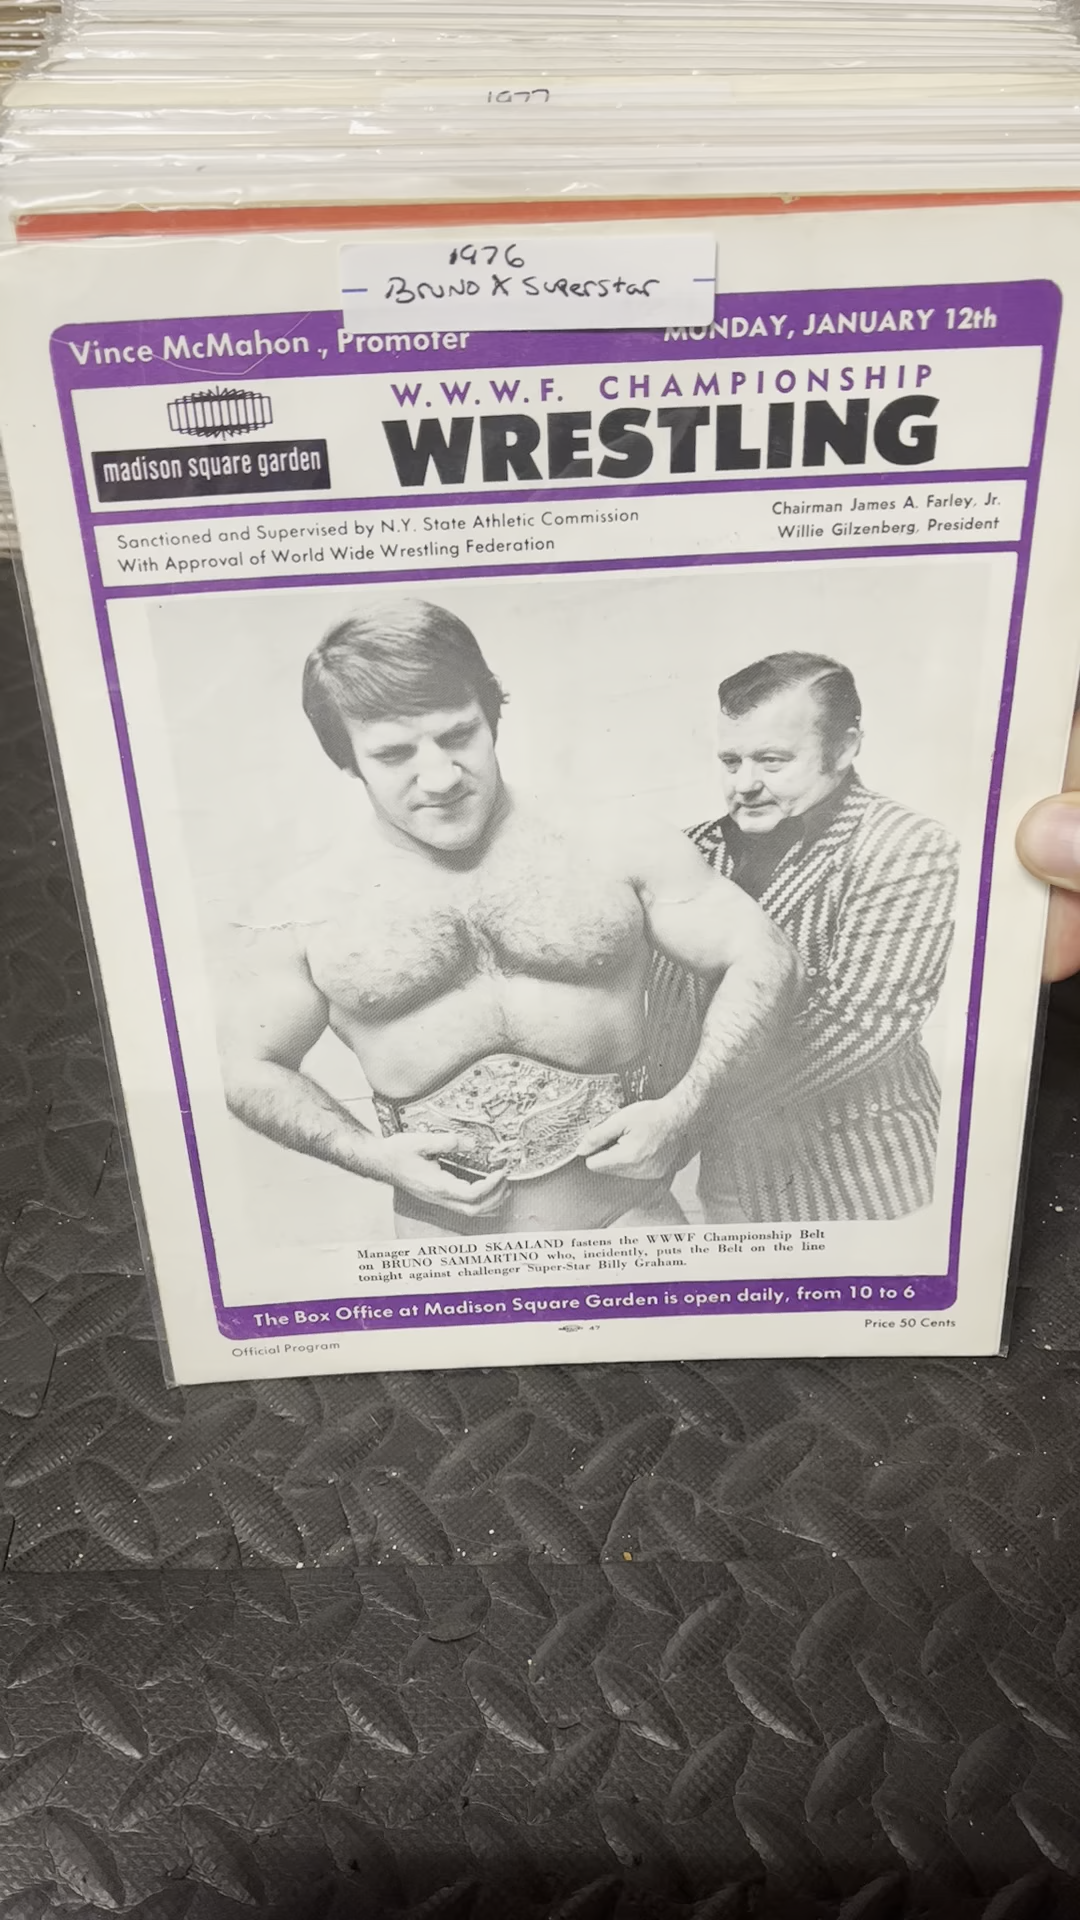 1977
1976
BRUNO X Superstar
Vince McMahon ., Promoter
MONDAY, JANUARY 12th
madison square garden
W.W.W.F. CHAMPIONSHIP
WRESTLING
Sanctioned and Supervised by N.Y. State Athletic Commission
With Approval of World Wide Wrestling Federation
Chairman James A. Farley, Jr.
Willie Gilzenberg, President
Manager ARNOLD SKAALAND fastens the WWWF Championship Belt
on BRUNO SAMMARTINO who, incidently, puts the Belt on the line
tonight against challenger Super-Star Billy Graham.
The Box Office at Madison Square Garden is open daily, from 10 to 6
Official Program
47
Price 50 Cents